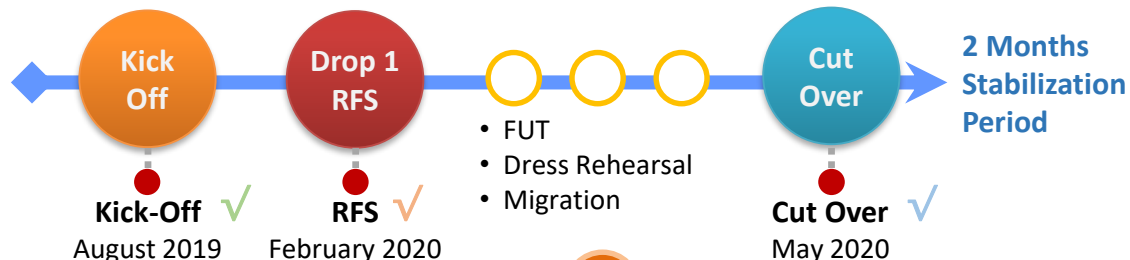 Kick
Off
Drop 1
RFS
Cut
Over
2 Months
Stabilization
Period
• FUT
• Dress Rehearsal
• Migration
Kick-Off √
August 2019
RFS √
February 2020
Cut Over √
May 2020